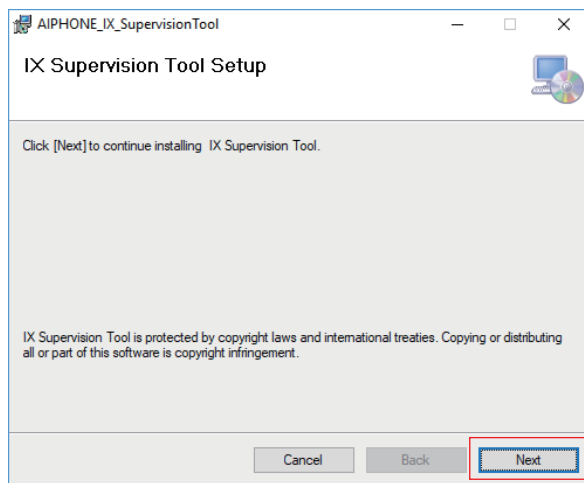 AIPHONE_IX_SupervisionTool
IX Supervision Tool Setup
Click [Next] to continue installing IX Supervision Tool.
IX Supervision Tool is protected by copyright laws and international treaties. Copying or distributing
all or part of this software is copyright infringement.
Cancel Back Next